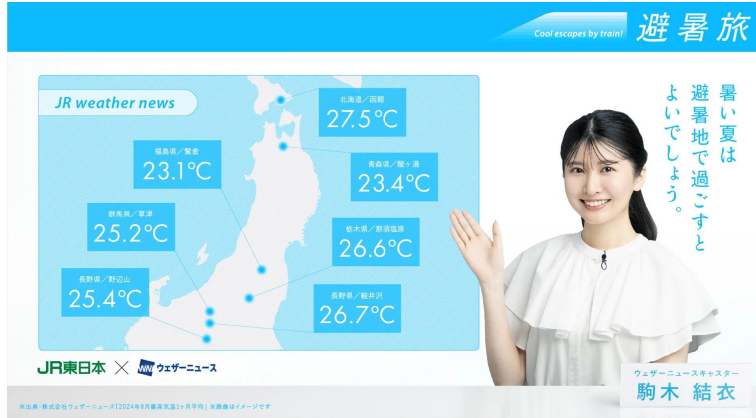 Cool escapes by train!
避暑旅
JR weather news
北海道／函館
27.5℃
福島県／鷲倉
23.1℃
青森県／酸ヶ湯
23.4℃
群馬県／草津
25.2℃
栃木県／那須塩原
26.6℃
長野県／野辺山
25.4℃
長野県／軽井沢
26.7℃
暑い夏は
避暑地で過ごすと
よいでしょう。
JR東日本 × WN ウェザーニュース
ウェザーニュースキャスター
駒木 結衣
※出典：株式会社ウェザーニューズ「2024年8月最高気温1ヶ月平均」 ※画像はイメージです